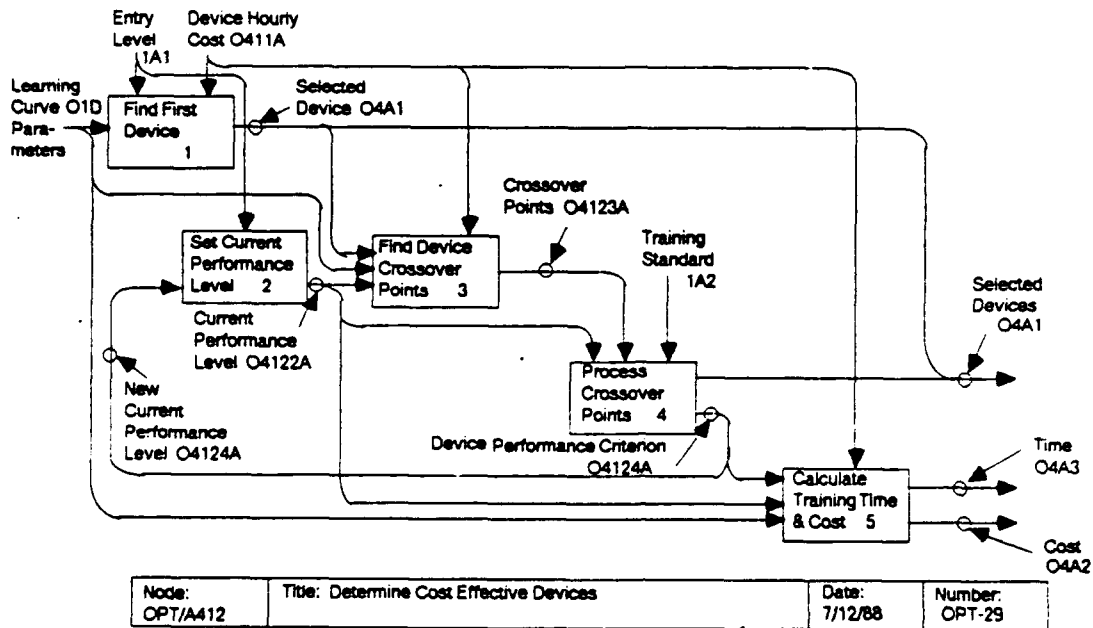 Entry
Level
1A1
Device Hourly
Cost O411A
Learning
Curve O1D
Para-
meters
Find First
Device
1
Selected
Device O4A1
Crossover
Points O4123A
Set Current
Performance
Level 2
Find Device
Crossover
Points 3
Training
Standard
1A2
Selected
Devices
O4A1
Current
Performance
Level O4122A
New
Current
Performance
Level O4124A
Process
Crossover
Points 4
Device Performance Criterion
O4124A
Calculate
Training Time
& Cost 5
Time
O4A3
Cost
O4A2
Node:
OPT/A412
Title: Determine Cost Effective Devices
Date:
7/12/88
Number:
OPT-29